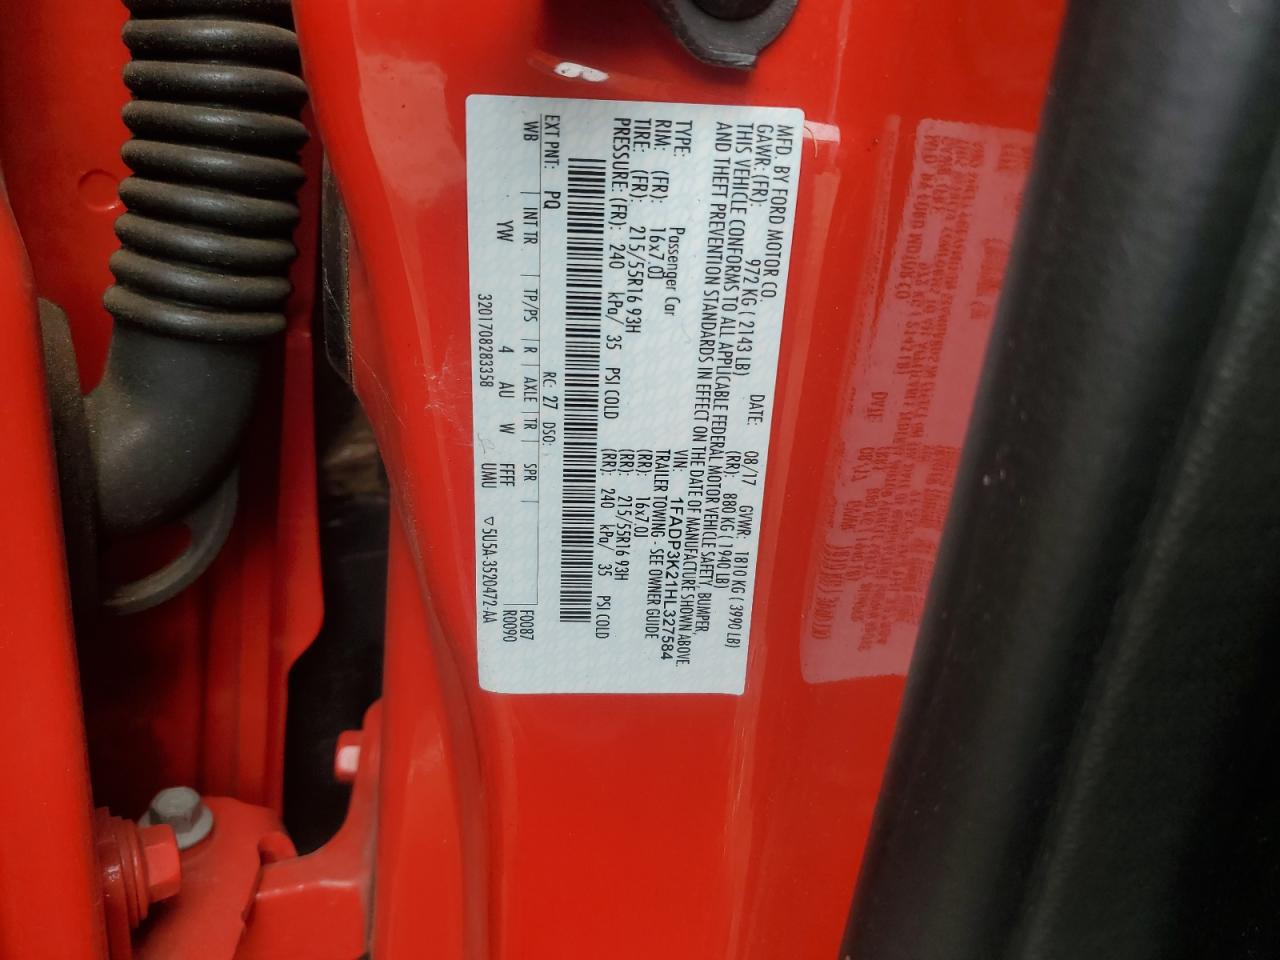 MFD. BY FORD MOTOR CO.
DATE: 08/17 GVWR: 1810 KG ( 3990 LB)
GAWR: (FR): 972 KG ( 2143 LB) (RR): 880 KG ( 1940 LB)
THIS VEHICLE CONFORMS TO ALL APPLICABLE FEDERAL MOTOR VEHICLE SAFETY, BUMPER,
AND THEFT PREVENTION STANDARDS IN EFFECT ON THE DATE OF MANUFACTURE SHOWN ABOVE.
VIN: 1FADP3K21HL327584
TYPE: Passenger Car TRAILER TOWING - SEE OWNER GUIDE
RIM: (FR): 16x7.0J (RR): 16x7.0J
TIRE: (FR): 215/55R16 93H (RR): 215/55R16 93H
PRESSURE: (FR): 240 kPa/ 35 PSI COLD (RR): 240 kPa/ 35 PSI COLD
EXT PNT: PQ RC: 27 DSO: F0087
WB INT TR TP/PS R AXLE TR SPR R0090
YW 4 AU W FFFF
3201708283358 UMU ▽5U5A-3520472-AA